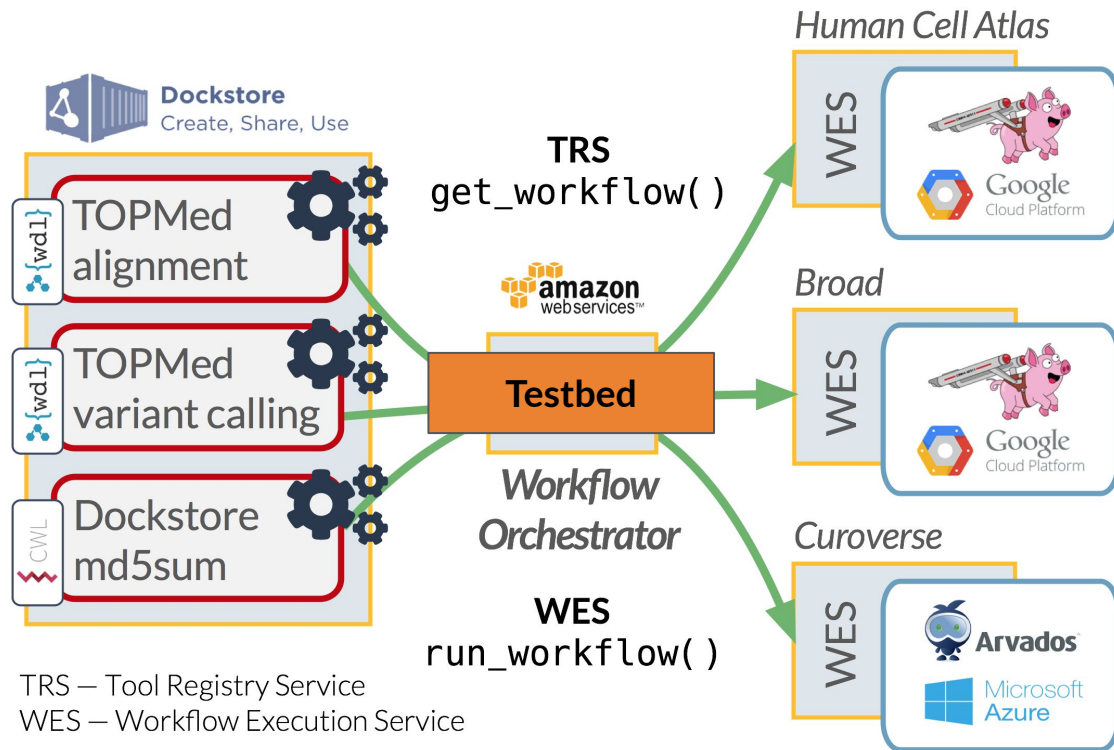 Human Cell Atlas
Dockstore
Create, Share, Use
TRS
get_workflow()
WES
Google
Cloud Platform
{wdl}
TOPMed
alignment
amazon
webservices™
Broad
{wdl}
TOPMed
variant calling
Testbed
WES
Google
Cloud Platform
Workflow
Orchestrator
CWL
Dockstore
md5sum
Curoverse
WES
run_workflow()
WES
Arvados™
Microsoft
Azure
TRS — Tool Registry Service
WES — Workflow Execution Service